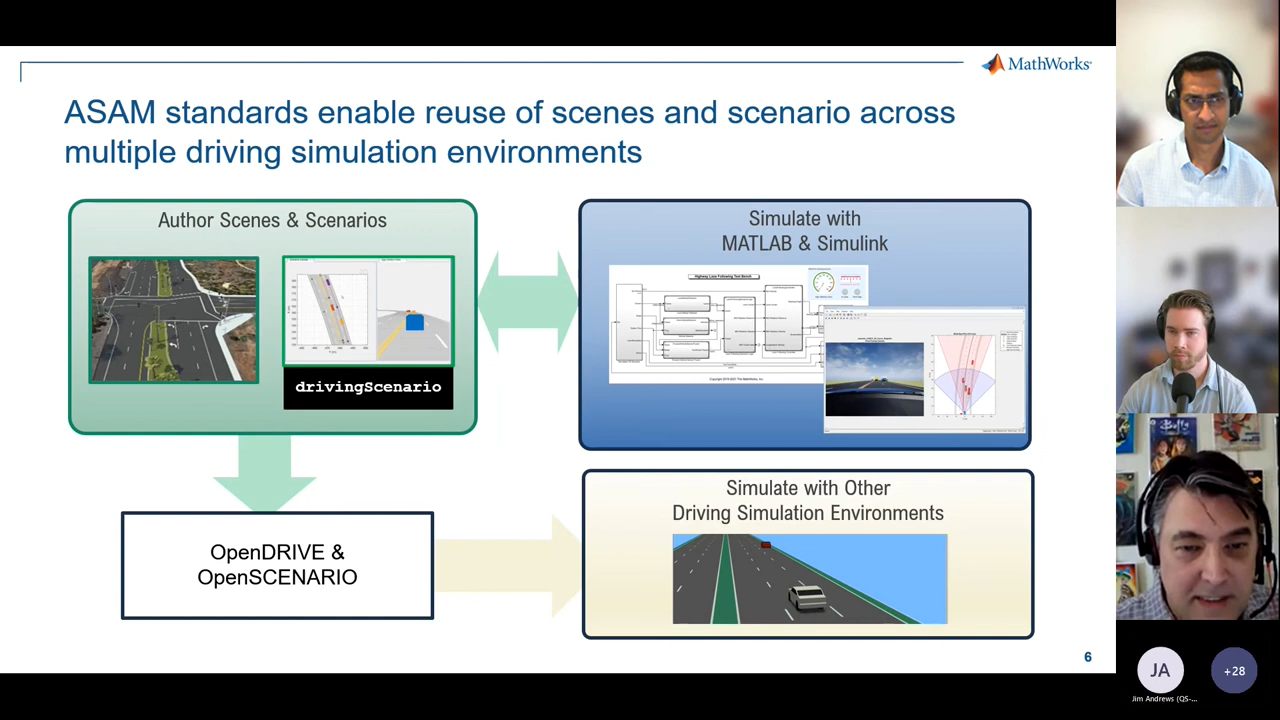 MathWorks
ASAM standards enable reuse of scenes and scenario across
multiple driving simulation environments
Author Scenes & Scenarios
drivingScenario
Simulate with
MATLAB & Simulink
Highway Lane Following Test Bench
OpenDRIVE &
OpenSCENARIO
Simulate with Other
Driving Simulation Environments
6
Buffy
JA
+28
Jim Andrews (QS-...